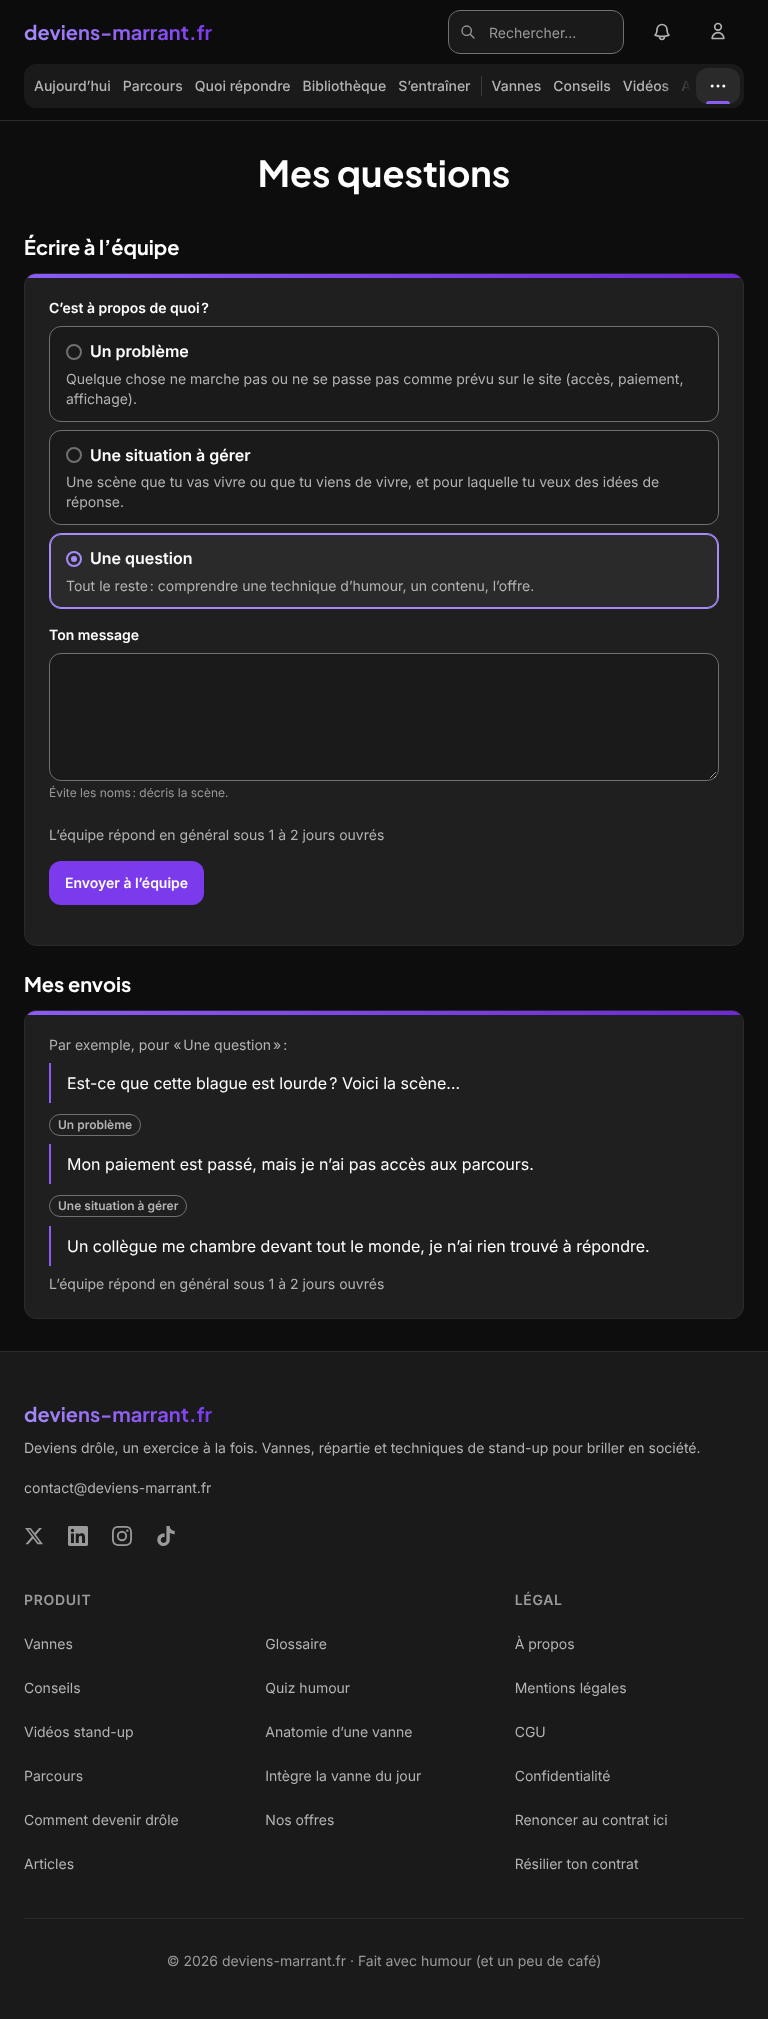 deviens-marrant.fr
Rechercher...
Aujourd’hui Parcours Quoi répondre Bibliothèque S’entraîner Vannes Conseils Vidéos A
Mes questions
Écrire à l’équipe
C’est à propos de quoi ?
Un problème
Quelque chose ne marche pas ou ne se passe pas comme prévu sur le site (accès, paiement,
affichage).
Une situation à gérer
Une scène que tu vas vivre ou que tu viens de vivre, et pour laquelle tu veux des idées de
réponse.
Une question
Tout le reste : comprendre une technique d’humour, un contenu, l’offre.
Ton message
Évite les noms : décris la scène.
L’équipe répond en général sous 1 à 2 jours ouvrés
Envoyer à l’équipe
Mes envois
Par exemple, pour « Une question » :
Est-ce que cette blague est lourde ? Voici la scène…
Un problème
Mon paiement est passé, mais je n’ai pas accès aux parcours.
Une situation à gérer
Un collègue me chambre devant tout le monde, je n’ai rien trouvé à répondre.
L’équipe répond en général sous 1 à 2 jours ouvrés
deviens-marrant.fr
Deviens drôle, un exercice à la fois. Vannes, répartie et techniques de stand-up pour briller en société.
contact@deviens-marrant.fr
PRODUIT
Vannes
Conseils
Vidéos stand-up
Parcours
Comment devenir drôle
Articles
Glossaire
Quiz humour
Anatomie d’une vanne
Intègre la vanne du jour
Nos offres
LÉGAL
À propos
Mentions légales
CGU
Confidentialité
Renoncer au contrat ici
Résilier ton contrat
© 2026 deviens-marrant.fr · Fait avec humour (et un peu de café)